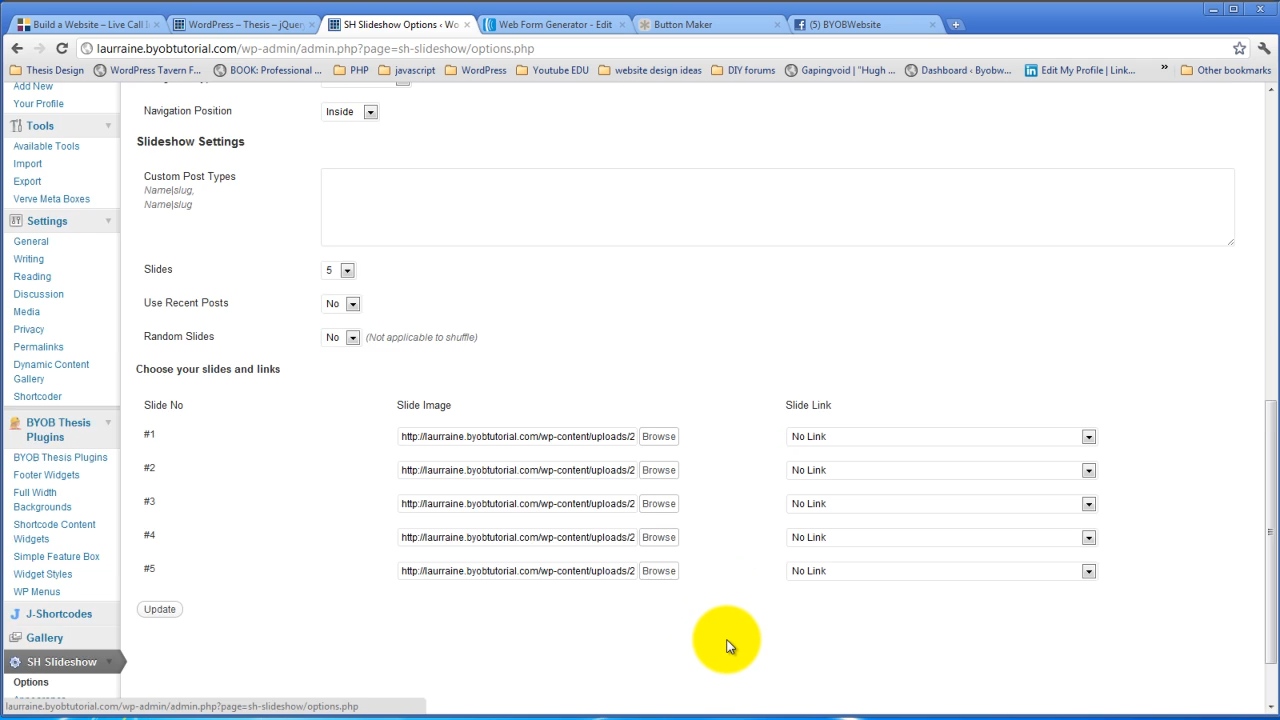 Build a Website – Live Call I
WordPress – Thesis – jQuery
SH Slideshow Options ‹ Wo
Web Form Generator - Edit
Button Maker
(5) BYOBWebsite
laurraine.byobtutorial.com/wp-admin/admin.php?page=sh-slideshow/options.php
Thesis Design
WordPress Tavern F...
BOOK: Professional ...
PHP
javascript
WordPress
Youtube EDU
website design ideas
DIY forums
Gapingvoid | "Hugh ...
Dashboard ‹ Byobw...
Edit My Profile | Link...
»
Other bookmarks
Add New
Your Profile
Tools
Available Tools
Import
Export
Verve Meta Boxes
Settings
General
Writing
Reading
Discussion
Media
Privacy
Permalinks
Dynamic Content
Gallery
Shortcoder
BYOB Thesis
Plugins
BYOB Thesis Plugins
Footer Widgets
Full Width
Backgrounds
Shortcode Content
Widgets
Simple Feature Box
Widget Styles
WP Menus
J-Shortcodes
Gallery
SH Slideshow
Options
Navigation Position
Inside
Slideshow Settings
Custom Post Types
Name|slug,
Name|slug
Slides
5
Use Recent Posts
No
Random Slides
No
(Not applicable to shuffle)
Choose your slides and links
Slide No
Slide Image
Slide Link
#1
http://laurraine.byobtutorial.com/wp-content/uploads/2
Browse
No Link
#2
http://laurraine.byobtutorial.com/wp-content/uploads/2
Browse
No Link
#3
http://laurraine.byobtutorial.com/wp-content/uploads/2
Browse
No Link
#4
http://laurraine.byobtutorial.com/wp-content/uploads/2
Browse
No Link
#5
http://laurraine.byobtutorial.com/wp-content/uploads/2
Browse
No Link
Update
laurraine.byobtutorial.com/wp-admin/admin.php?page=sh-slideshow/options.php